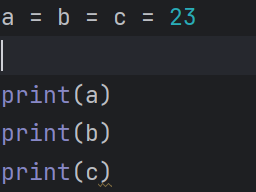 a = b = c = 23
print(a)
print(b)
print(c)